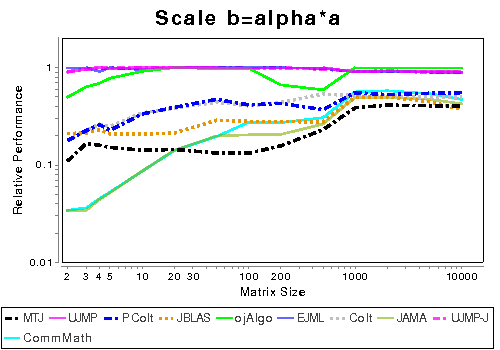 Scale b=alpha*a
1
0.1
0.01
Relative Performance
2 3 4 5 10 20 30 100 200 1000 10000
Matrix Size
MTJ UJMP PColt JBLAS ojAlgo EJML Colt JAMA UJMP-J
CommMath